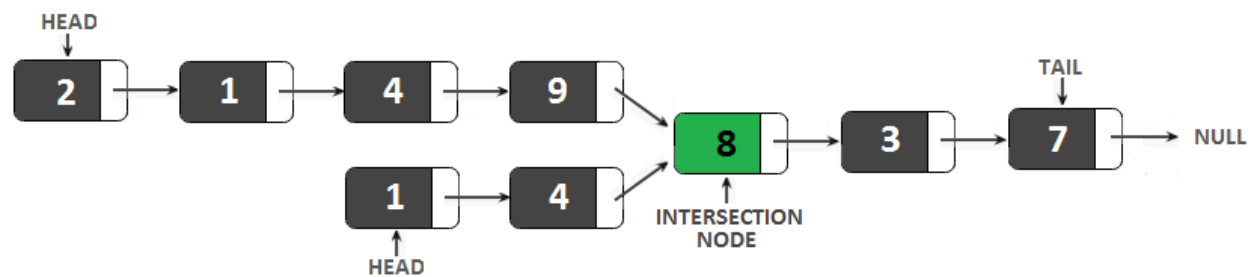 HEAD
2 1 4 9
TAIL
8 3 7 NULL
1 4
INTERSECTION
NODE
HEAD